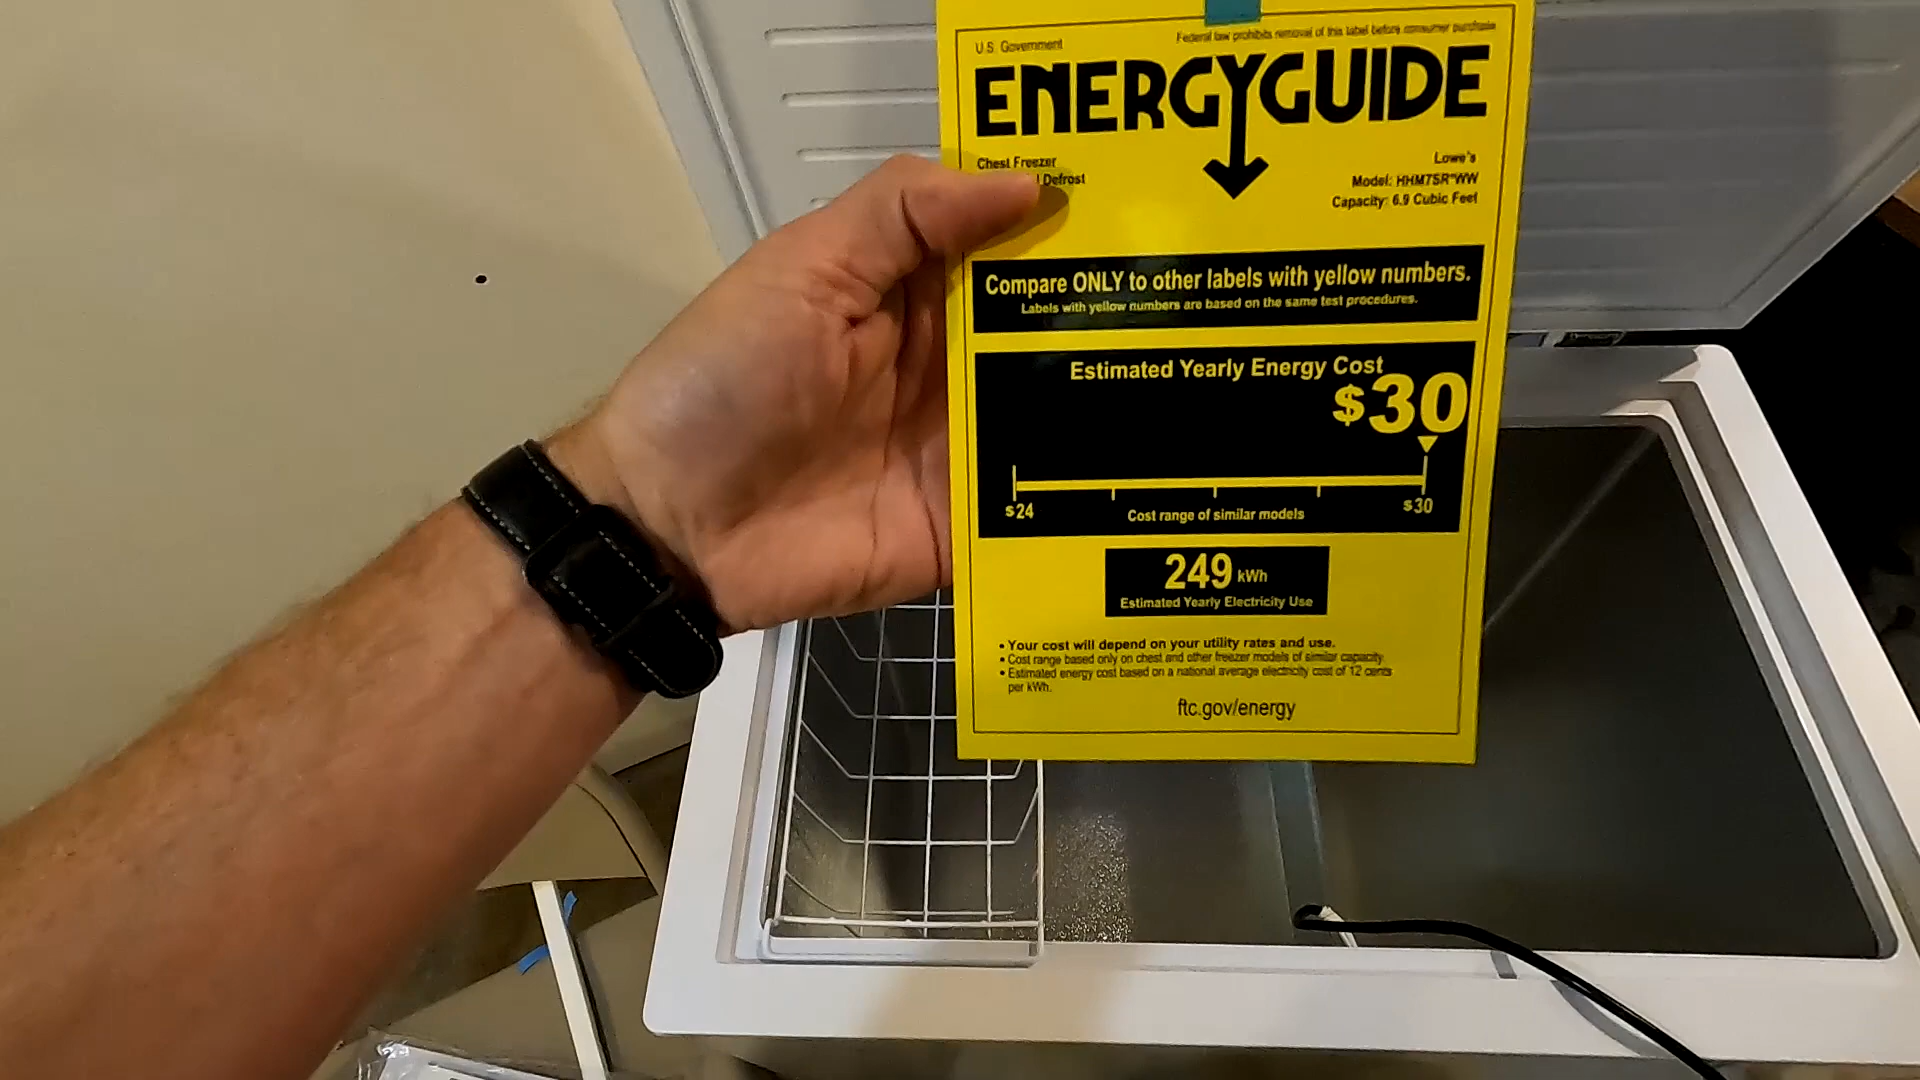 U.S. Government
Federal law prohibits removal of this label before consumer purchase
ENERGYGUIDE
Chest Freezer
Defrost
Lowe's
Model: HHM7SR*WW
Capacity: 6.9 Cubic Feet
Compare ONLY to other labels with yellow numbers.
Labels with yellow numbers are based on the same test procedures.
Estimated Yearly Energy Cost
$30
$24
$30
Cost range of similar models
249 kWh
Estimated Yearly Electricity Use
• Your cost will depend on your utility rates and use.
• Cost range based only on chest and other freezer models of similar capacity.
• Estimated energy cost based on a national average electricity cost of 12 cents
per kWh.
ftc.gov/energy